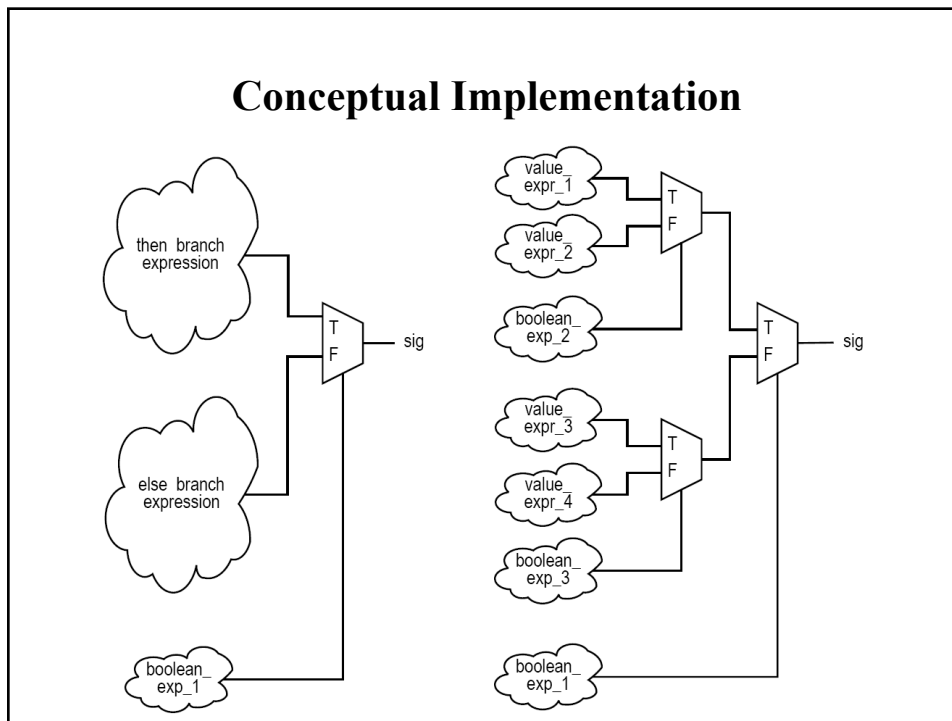 Conceptual Implementation
then branch
expression
T
F
sig
else branch
expression
boolean_
exp_1
value_
expr_1
T
value_
F
expr_2
boolean_
exp_2
T
sig
F
value_
expr_3
T
value_
F
expr_4
boolean_
exp_3
boolean_
exp_1